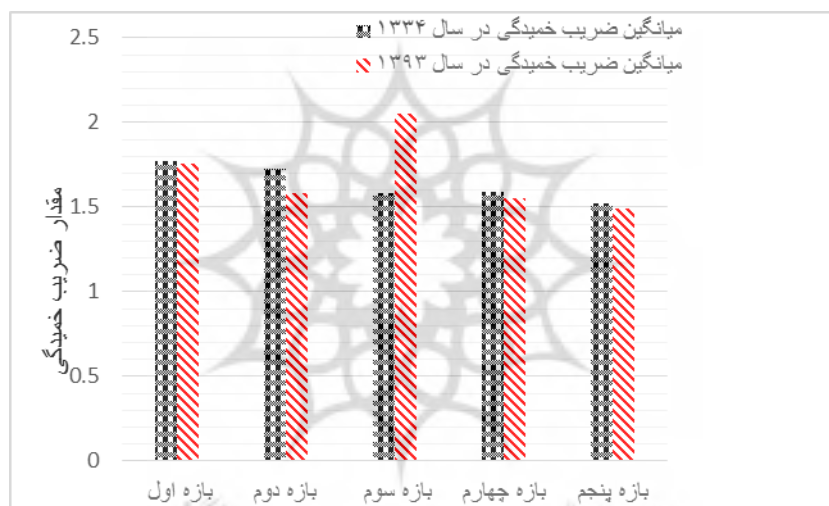 میانگین ضریب خمیدگی در سال ۱۳۳۴
میانگین ضریب خمیدگی در سال ۱۳۹۳
مقدار ضریب خمیدگی
2.5
2
1.5
1
0.5
0
بازه اول
بازه دوم
بازه سوم
بازه چهارم
بازه پنجم